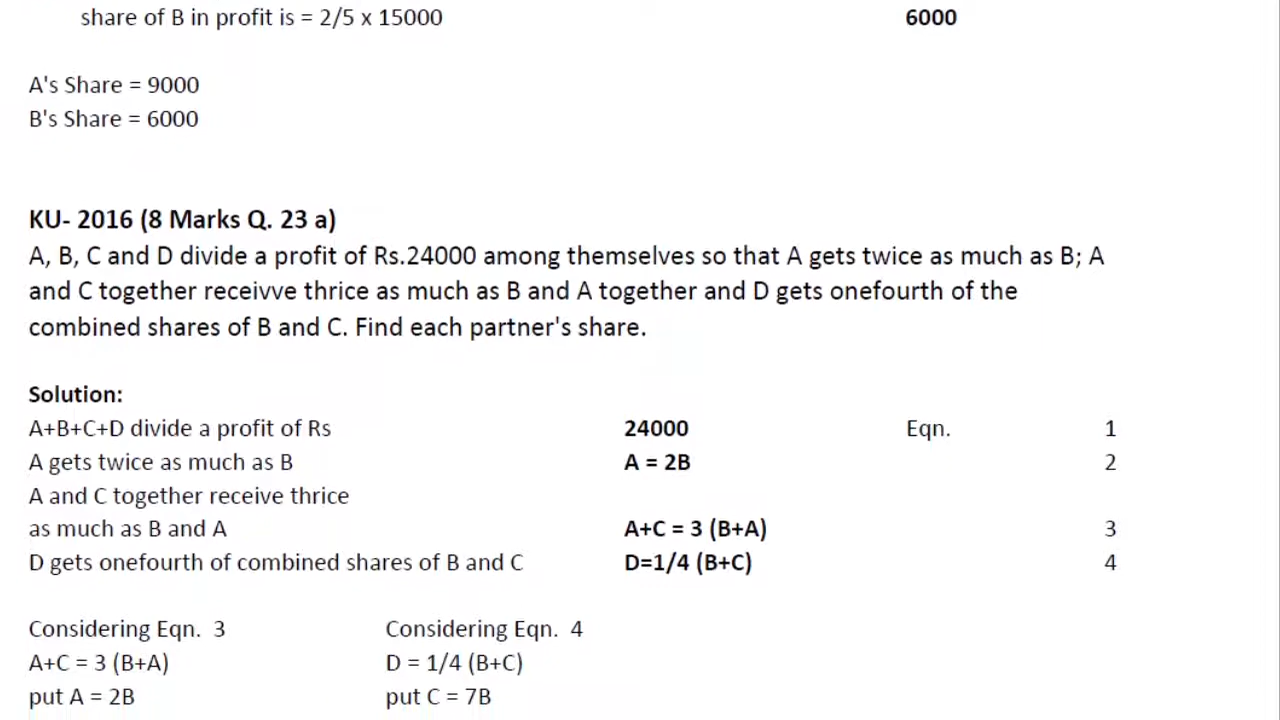 share of B in profit is = 2/5 x 15000 6000
A's Share = 9000
B's Share = 6000
KU- 2016 (8 Marks Q. 23 a)
A, B, C and D divide a profit of Rs.24000 among themselves so that A gets twice as much as B; A
and C together receivve thrice as much as B and A together and D gets onefourth of the
combined shares of B and C. Find each partner's share.
Solution:
A+B+C+D divide a profit of Rs 24000 Eqn. 1
A gets twice as much as B A = 2B 2
A and C together receive thrice
as much as B and A A+C = 3 (B+A) 3
D gets onefourth of combined shares of B and C D=1/4 (B+C) 4
Considering Eqn. 3 Considering Eqn. 4
A+C = 3 (B+A) D = 1/4 (B+C)
put A = 2B put C = 7B